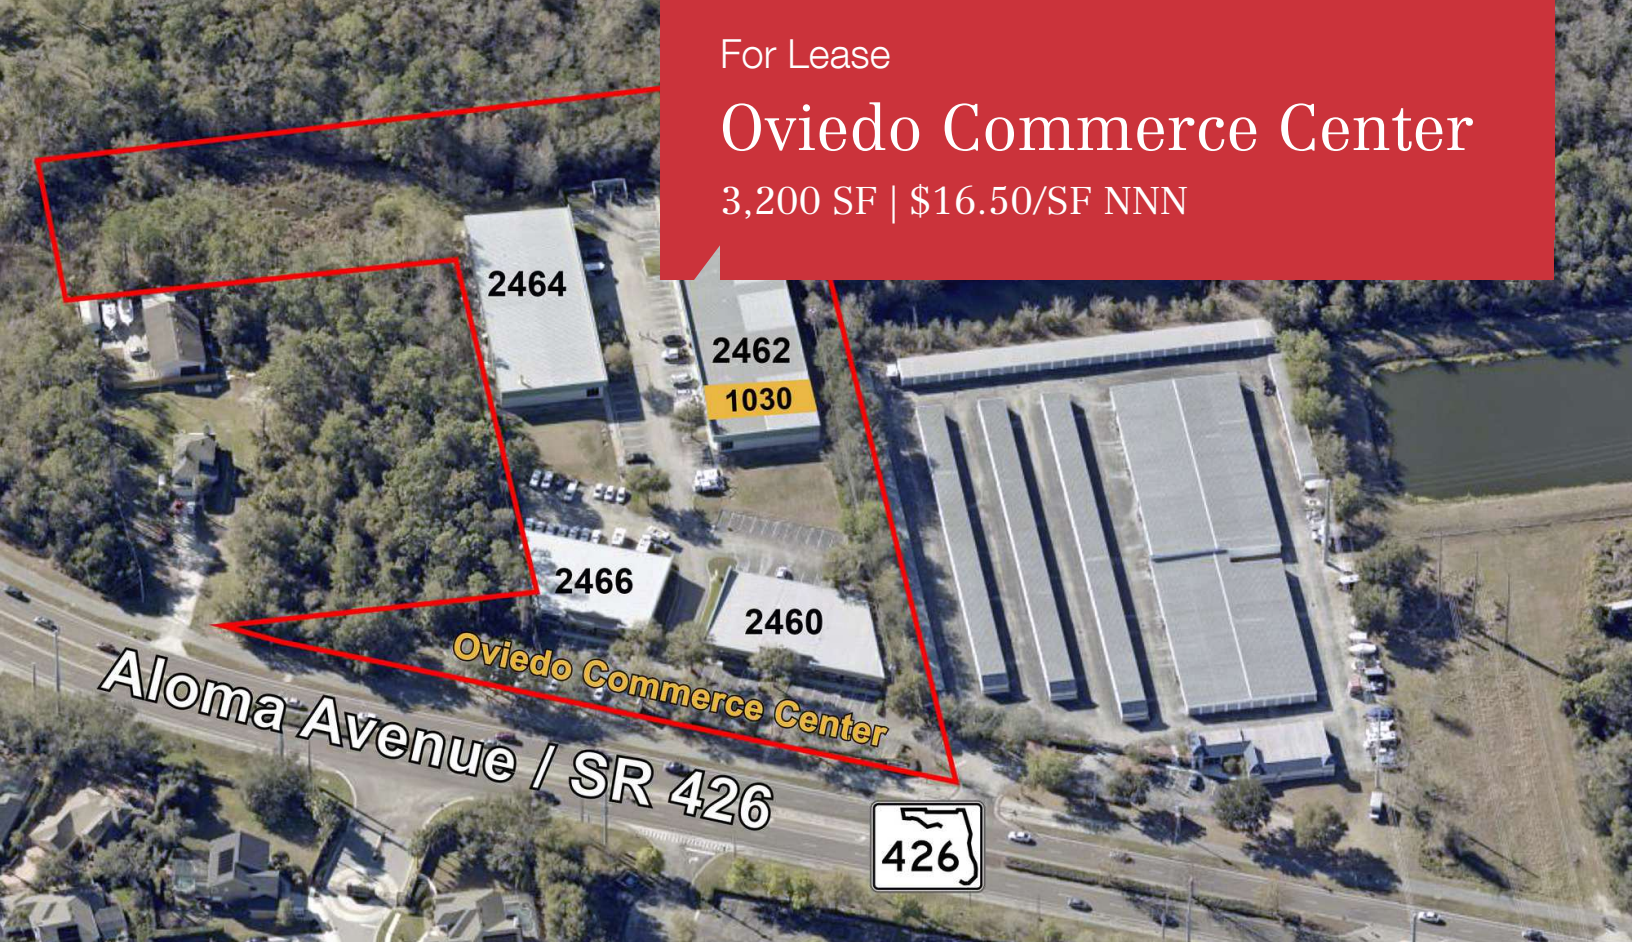 For Lease
Oviedo Commerce Center
3,200 SF | $16.50/SF NNN
2464
2462
1030
2466
2460
Oviedo Commerce Center
Aloma Avenue / SR 426
426